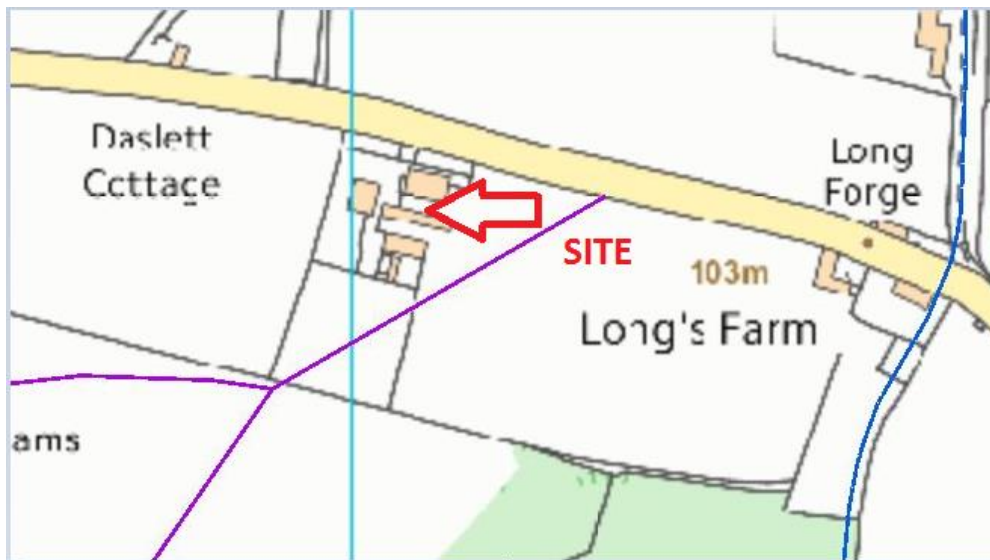 Daslett
Cottage
Long
Forge
SITE
103m
Long's Farm
ams